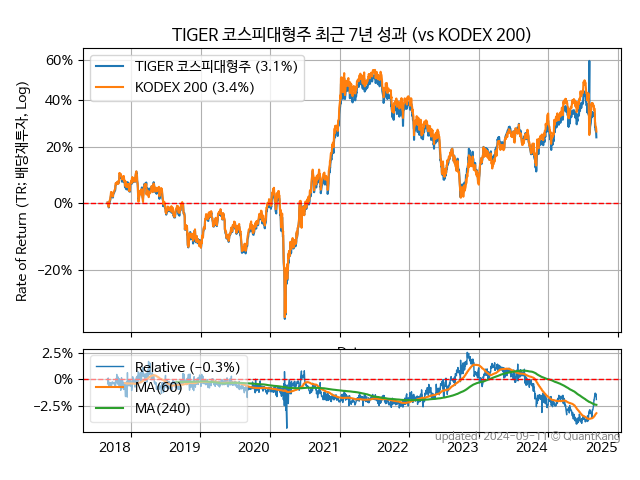 TIGER 코스피대형주 최근 7년 성과 (vs KODEX 200)
Rate of Return (TR: 배당재투자, Log)
60%
40%
20%
0%
−20%
TIGER 코스피대형주 (3.1%)
KODEX 200 (3.4%)
2.5%
0%
−2.5%
Relative (−0.3%)
MA(60)
MA(240)
2018 2019 2020 2021 2022 2023 2024 2025
updated: 2024-09-11 © QuantKang